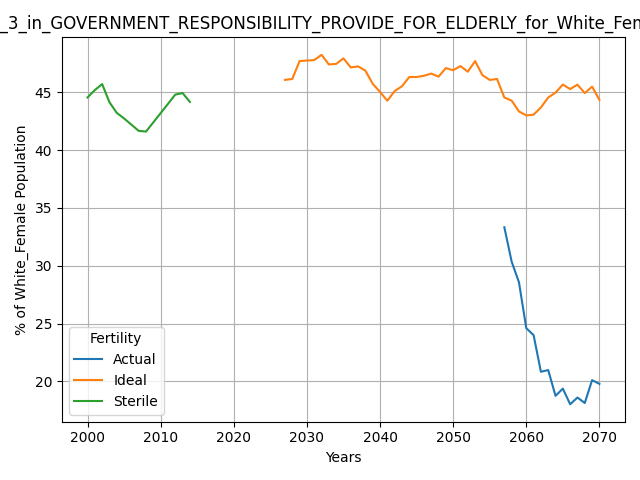 _3_in_GOVERNMENT_RESPONSIBILITY_PROVIDE_FOR_ELDERLY_for_White_Fem
% of White_Female Population
45
40
35
30
25
20
Fertility
Actual
Ideal
Sterile
2000 2010 2020 2030 2040 2050 2060 2070
Years